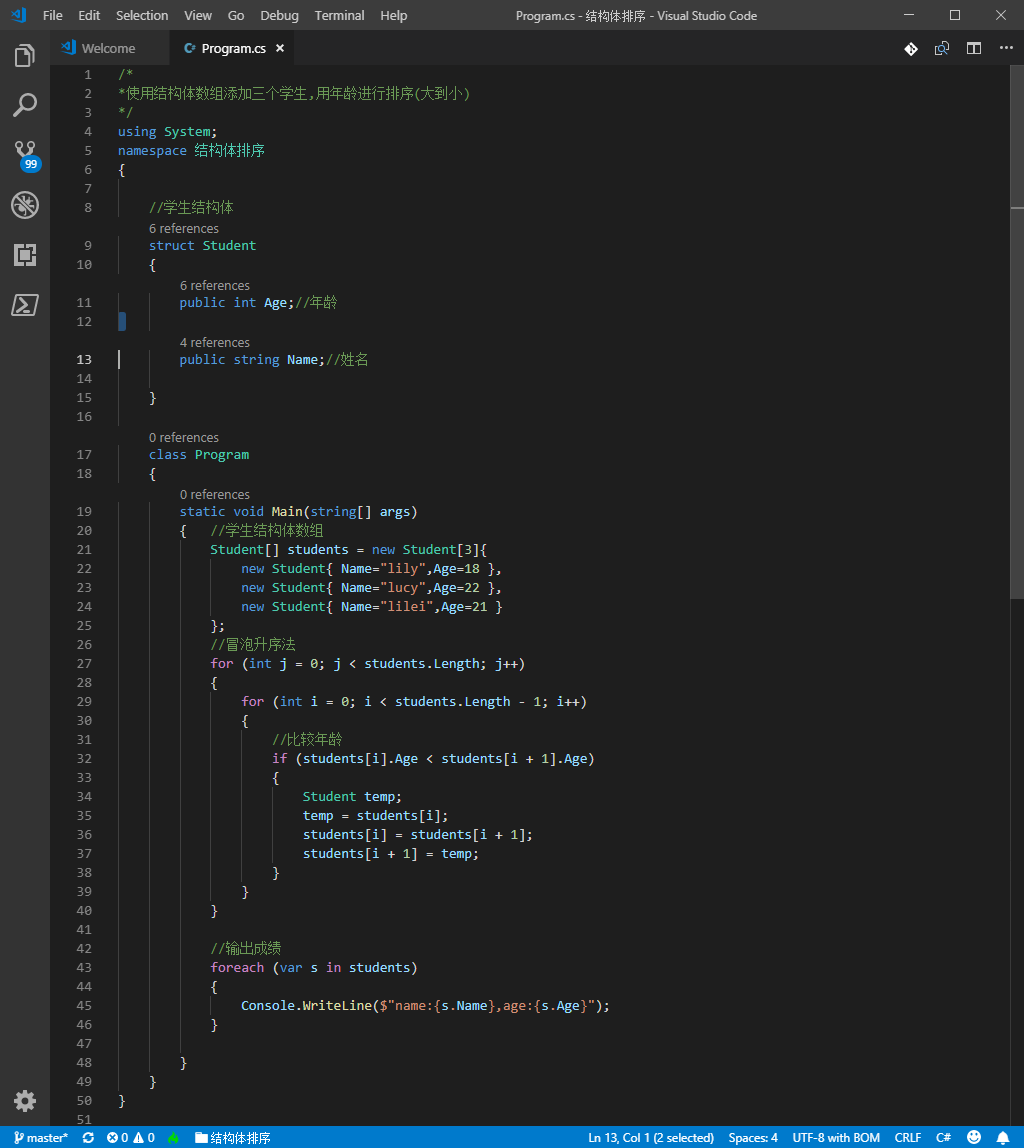 File Edit Selection View Go Debug Terminal Help Program.cs - 结构体排序 - Visual Studio Code
Welcome Program.cs ×
99
1 /*
2 *使用结构体数组添加三个学生,用年龄进行排序(大到小)
3 */
4 using System;
5 namespace 结构体排序
6 {
7
8 //学生结构体
6 references
9 struct Student
10 {
6 references
11 public int Age;//年龄
12
4 references
13 public string Name;//姓名
14
15 }
16
0 references
17 class Program
18 {
0 references
19 static void Main(string[] args)
20 { //学生结构体数组
21 Student[] students = new Student[3]{
22 new Student{ Name="lily",Age=18 },
23 new Student{ Name="lucy",Age=22 },
24 new Student{ Name="lilei",Age=21 }
25 };
26 //冒泡升序法
27 for (int j = 0; j < students.Length; j++)
28 {
29 for (int i = 0; i < students.Length - 1; i++)
30 {
31 //比较年龄
32 if (students[i].Age < students[i + 1].Age)
33 {
34 Student temp;
35 temp = students[i];
36 students[i] = students[i + 1];
37 students[i + 1] = temp;
38 }
39 }
40 }
41
42 //输出成绩
43 foreach (var s in students)
44 {
45 Console.WriteLine($"name:{s.Name},age:{s.Age}");
46 }
47
48 }
49 }
50 }
51
master* 0 0 结构体排序 Ln 13, Col 1 (2 selected) Spaces: 4 UTF-8 with BOM CRLF C#